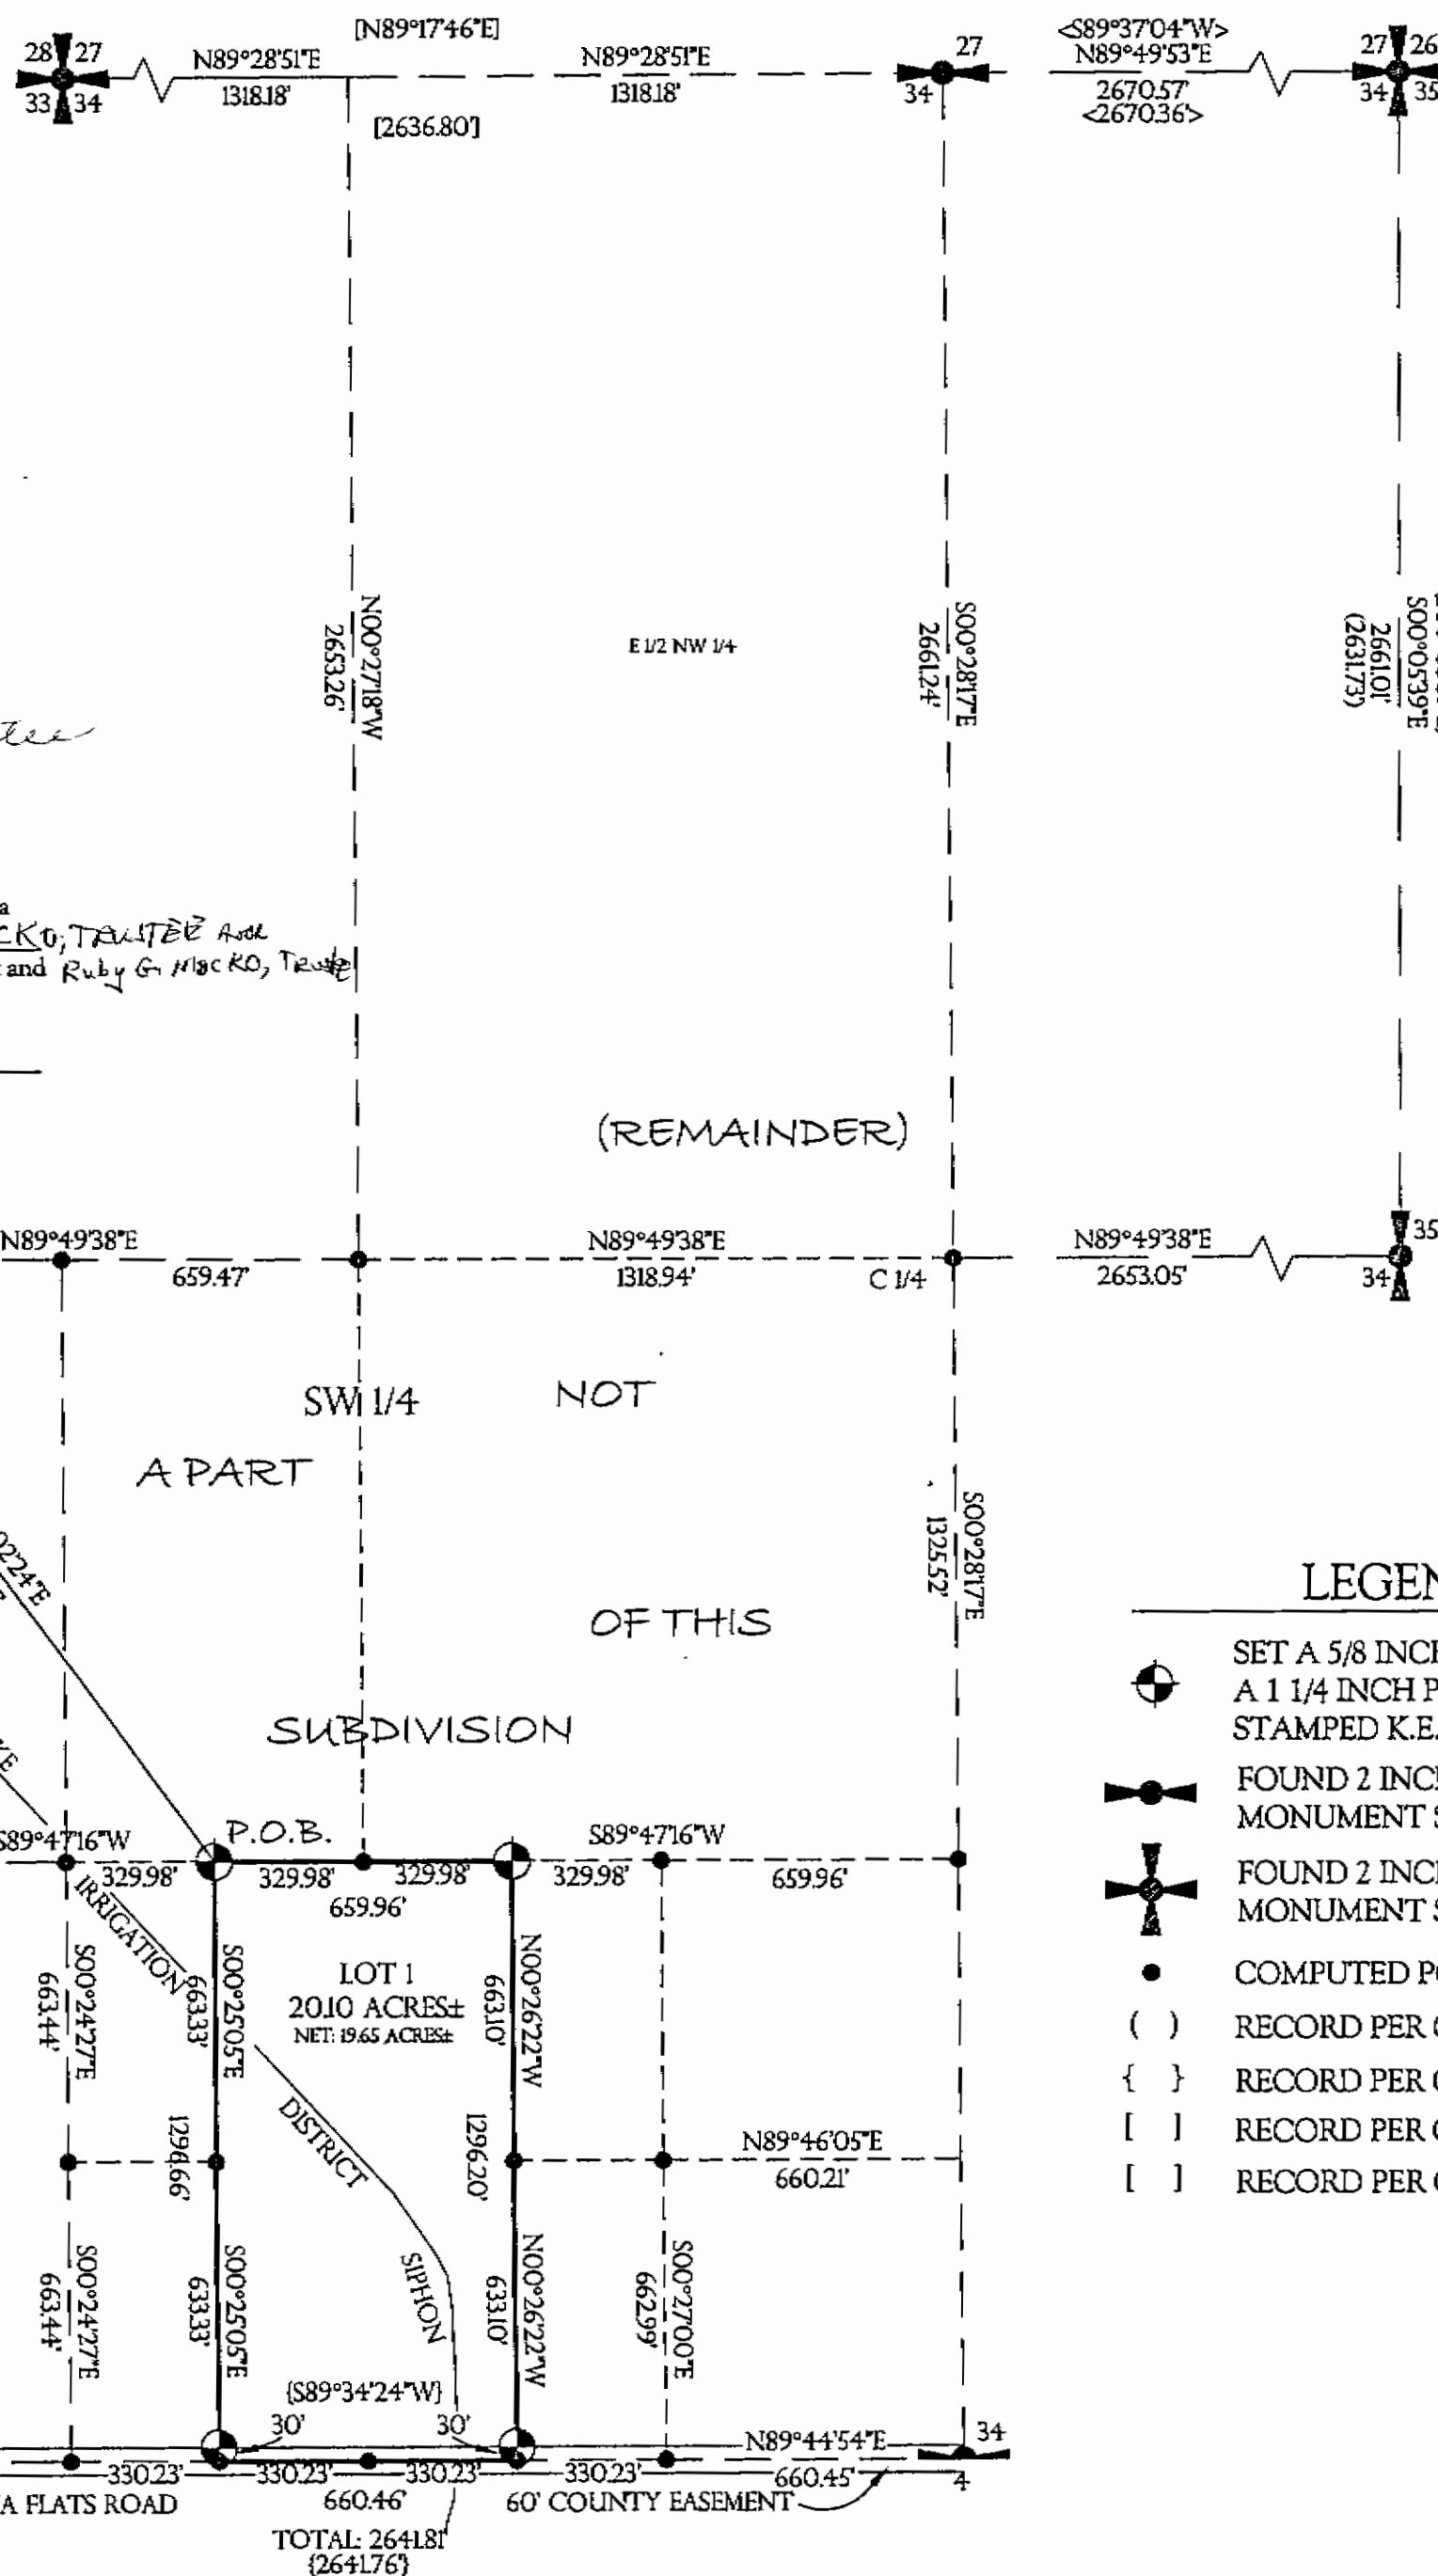 [N89°17'46"E]
<S89°37'04"W>
28 27
N89°28'51"E
N89°28'51"E
27
N89°49'53"E
27 26
33 34
1318.18'
1318.18'
34
2670.57'
34 35
[2636.80']
<2670.36>
N00°27'18"W
2653.26'
E 1/2 NW 1/4
S00°28'17"E
2661.24'
S00°05'39"E
2661.01'
(2631.73')
a
CKO, TRUSTEE And
and Ruby G. MacKO, Truste
(REMAINDER)
N89°49'38"E
N89°49'38"E
N89°49'38"E
35
659.47'
1318.94'
C 1/4
2653.05'
34
SW 1/4
NOT
A PART
S00°28'17"E
1325.52'
02'24"E
OF THIS
LEGEN
SET A 5/8 INCH
A 1 1/4 INCH P
STAMPED K.E.
SUBDIVISION
KE
FOUND 2 INC
MONUMENT S
S89°47'16"W
P.O.B.
S89°47'16"W
329.98'
329.98'
329.98'
329.98'
659.96'
659.96'
FOUND 2 INC
MONUMENT S
IRRIGATION
S00°24'27"E
663.44'
S00°25'05"E
663.33'
LOT 1
20.10 ACRES±
NET: 19.65 ACRES±
N00°26'22"W
663.10'
COMPUTED P
( ) RECORD PER
{ } RECORD PER
[ ] RECORD PER
[ ] RECORD PER
DISTRICT
1296.66'
1296.20'
N89°46'05"E
660.21'
S00°24'27"E
663.44'
S00°25'05"E
633.33'
SIPHON
N00°26'22"W
633.10'
S00°27'00"E
662.99'
{S89°34'24"W}
30'
30'
N89°44'54"E
34
330.23'
330.23'
330.23'
330.23'
660.45'
4
A FLATS ROAD
660.46'
60' COUNTY EASEMENT
TOTAL: 2641.81'
{2641.76'}